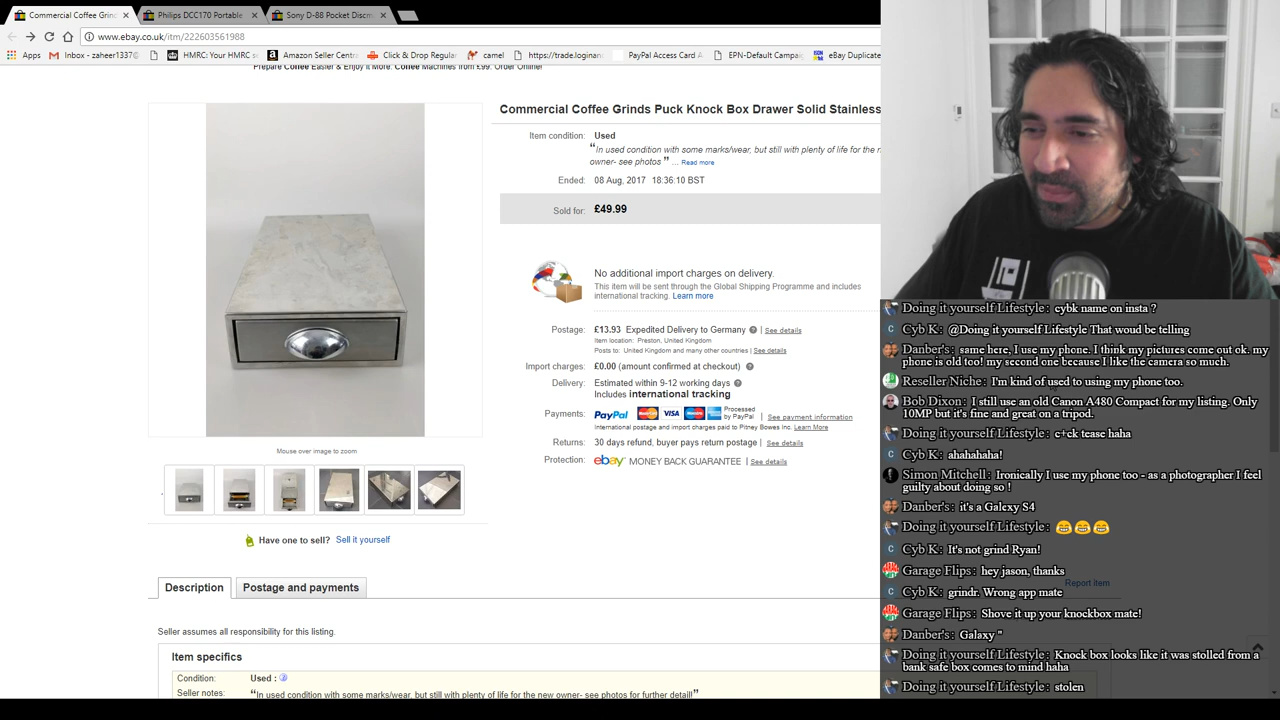 Commercial Coffee Grin
Philips DCC170 Portable
Sony D-88 Pocket Discm
www.ebay.co.uk/itm/222603561988
Apps
Inbox - zaheer1337
HMRC: Your HMRC se
Amazon Seller Centra
Click & Drop Regular
camel
https://trade.loginand
PayPal Access Card A
EPN-Default Campaig
eBay Duplicate
Prepare Coffee Easier & Enjoy It More. Coffee Machines from £99. Order Online!
Commercial Coffee Grinds Puck Knock Box Drawer Solid Stainless
Item condition: Used
"In used condition with some marks/wear, but still with plenty of life for the n
owner- see photos" ... Read more
Ended: 08 Aug, 2017 18:36:10 BST
Sold for: £49.99
No additional import charges on delivery.
This item will be sent through the Global Shipping Programme and includes
international tracking. Learn more
Postage: £13.93 Expedited Delivery to Germany | See details
Item location: Preston, United Kingdom
Posts to: United Kingdom and many other countries | See details
Import charges: £0.00 (amount confirmed at checkout)
Delivery: Estimated within 9-12 working days
Includes international tracking
Payments: PayPal VISA Processed by PayPal | See payment information
International postage and import charges paid to Pitney Bowes Inc. Learn More
Returns: 30 days refund, buyer pays return postage | See details
Protection: ebay MONEY BACK GUARANTEE | See details
Mouse over image to zoom
Have one to sell? Sell it yourself
Description
Postage and payments
Report item
Seller assumes all responsibility for this listing.
Item specifics
Condition: Used :
Seller notes: "In used condition with some marks/wear, but still with plenty of life for the new owner- see photos for further detail!"
Doing it yourself Lifestyle: cybk name on insta ?
Cyb K: @Doing it yourself Lifestyle That woud be telling
Danber's: same here, I use my phone. I think my pictures come out ok. my
phone is old too! my second one because I like the camera so much.
Reseller Niche: I'm kind of used to using my phone too.
Bob Dixon: I still use an old Canon A480 Compact for my listing. Only
10MP but it's fine and great on a tripod.
Doing it yourself Lifestyle: c+ck tease haha
Cyb K: ahahahaha!
Simon Mitchell: Ironically I use my phone too - as a photographer I feel
guilty about doing so !
Danber's: it's a Galexy S4
Doing it yourself Lifestyle: 😂😂😂
Cyb K: It's not grind Ryan!
Garage Flips: hey jason, thanks
Cyb K: grindr. Wrong app mate
Garage Flips: Shove it up your knockbox mate!
Danber's: Galaxy "
Doing it yourself Lifestyle: Knock box looks like it was stolled from a
bank safe box comes to mind haha
Doing it yourself Lifestyle: stolen